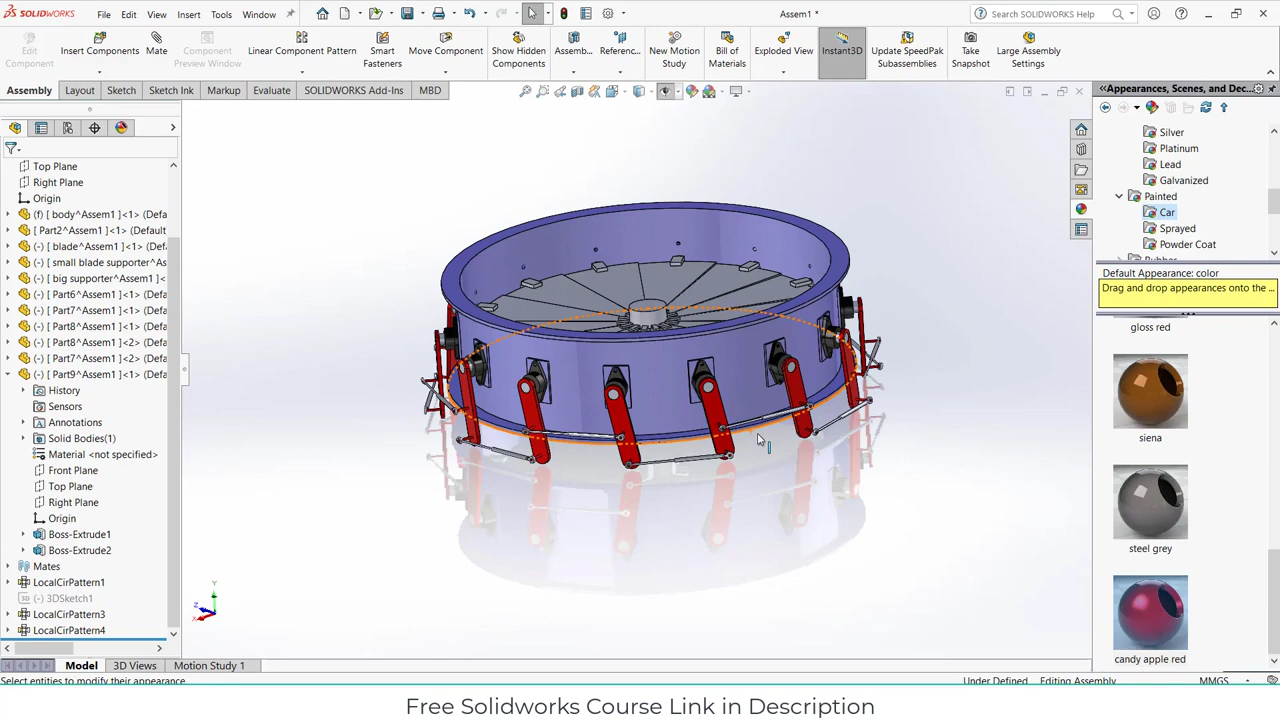 SOLIDWORKS File Edit View Insert Tools Window Assem1 * Search SOLIDWORKS Help
Edit Component
Insert Components
Mate
Component Preview Window
Linear Component Pattern
Smart Fasteners
Move Component
Show Hidden Components
Assemb...
Referenc...
New Motion Study
Bill of Materials
Exploded View
Instant3D
Update SpeedPak Subassemblies
Take Snapshot
Large Assembly Settings
Assembly Layout Sketch Sketch Ink Markup Evaluate SOLIDWORKS Add-Ins MBD
Top Plane
Right Plane
Origin
(f) [ body^Assem1 ]<1> (Defa
[ Part2^Assem1 ]<1> (Default
(-) [ blade^Assem1 ]<1> (Defa
(-) [ small blade supporter^As
(-) [ big supporter^Assem1 ]<
(-) [ Part6^Assem1 ]<1> (Defa
(-) [ Part7^Assem1 ]<1> (Defa
(-) [ Part8^Assem1 ]<1> (Defa
(-) [ Part8^Assem1 ]<2> (Defa
(-) [ Part7^Assem1 ]<2> (Defa
(-) [ Part9^Assem1 ]<1> (Defa
History
Sensors
Annotations
Solid Bodies(1)
Material <not specified>
Front Plane
Top Plane
Right Plane
Origin
Boss-Extrude1
Boss-Extrude2
Mates
LocalCirPattern1
(-) 3DSketch1
LocalCirPattern3
LocalCirPattern4
Y
Z
X
Appearances, Scenes, and Dec...
Silver
Platinum
Lead
Galvanized
Painted
Car
Sprayed
Powder Coat
Rubber
Default Appearance: color
Drag and drop appearances onto the ...
gloss red
siena
steel grey
candy apple red
Model 3D Views Motion Study 1
Select entities to modify their appearance Under Defined Editing Assembly MMGS
Free Solidworks Course Link in Description